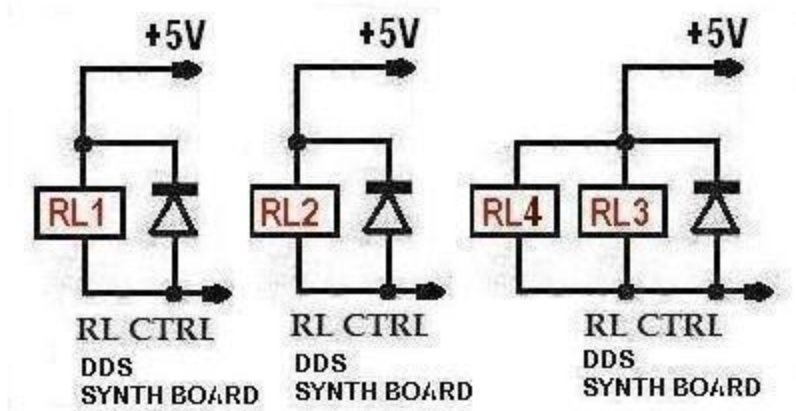 +5V +5V +5V
RL1 RL2 RL4 RL3
RL CTRL RL CTRL RL CTRL
DDS DDS DDS
SYNTH BOARD SYNTH BOARD SYNTH BOARD